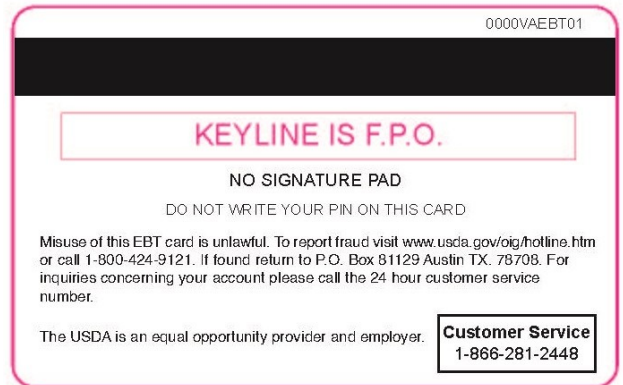 0000VAEBT01
KEYLINE IS F.P.O.
NO SIGNATURE PAD
DO NOT WRITE YOUR PIN ON THIS CARD
Misuse of this EBT card is unlawful. To report fraud visit www.usda.gov/oig/hotline.htm
or call 1-800-424-9121. If found return to P.O. Box 81129 Austin TX. 78708. For
inquiries concerning your account please call the 24 hour customer service
number.
The USDA is an equal opportunity provider and employer.
Customer Service
1-866-281-2448